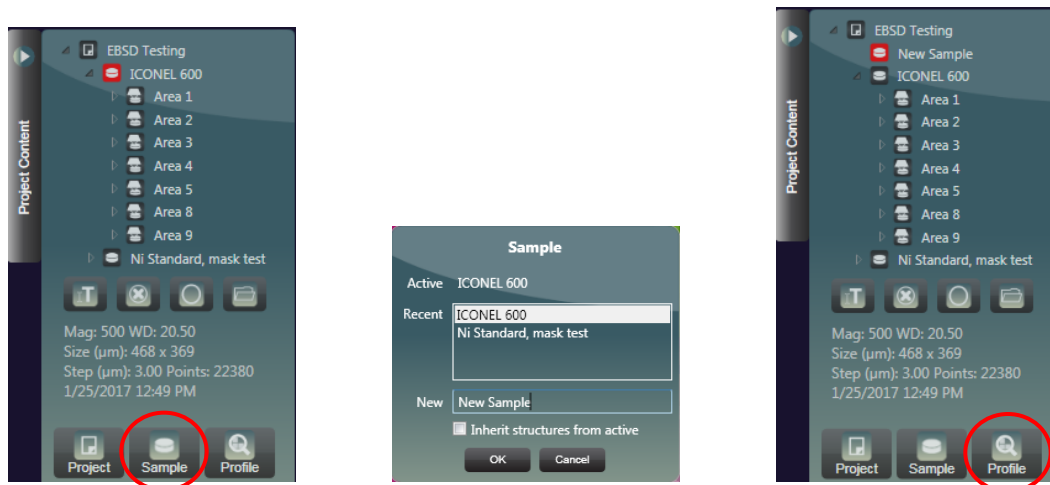 Project Content
EBSD Testing
ICONEL 600
Area 1
Area 2
Area 3
Area 4
Area 5
Area 8
Area 9
Ni Standard, mask test
T
Mag: 500 WD: 20.50
Size (µm): 468 x 369
Step (µm): 3.00 Points: 22380
1/25/2017 12:49 PM
Project Sample Profile
Sample
Active ICONEL 600
Recent ICONEL 600
Ni Standard, mask test
New New Sample
Inherit structures from active
OK Cancel
Project Content
EBSD Testing
New Sample
ICONEL 600
Area 1
Area 2
Area 3
Area 4
Area 5
Area 8
Area 9
Ni Standard, mask test
T
Mag: 500 WD: 20.50
Size (µm): 468 x 369
Step (µm): 3.00 Points: 22380
1/25/2017 12:49 PM
Project Sample Profile